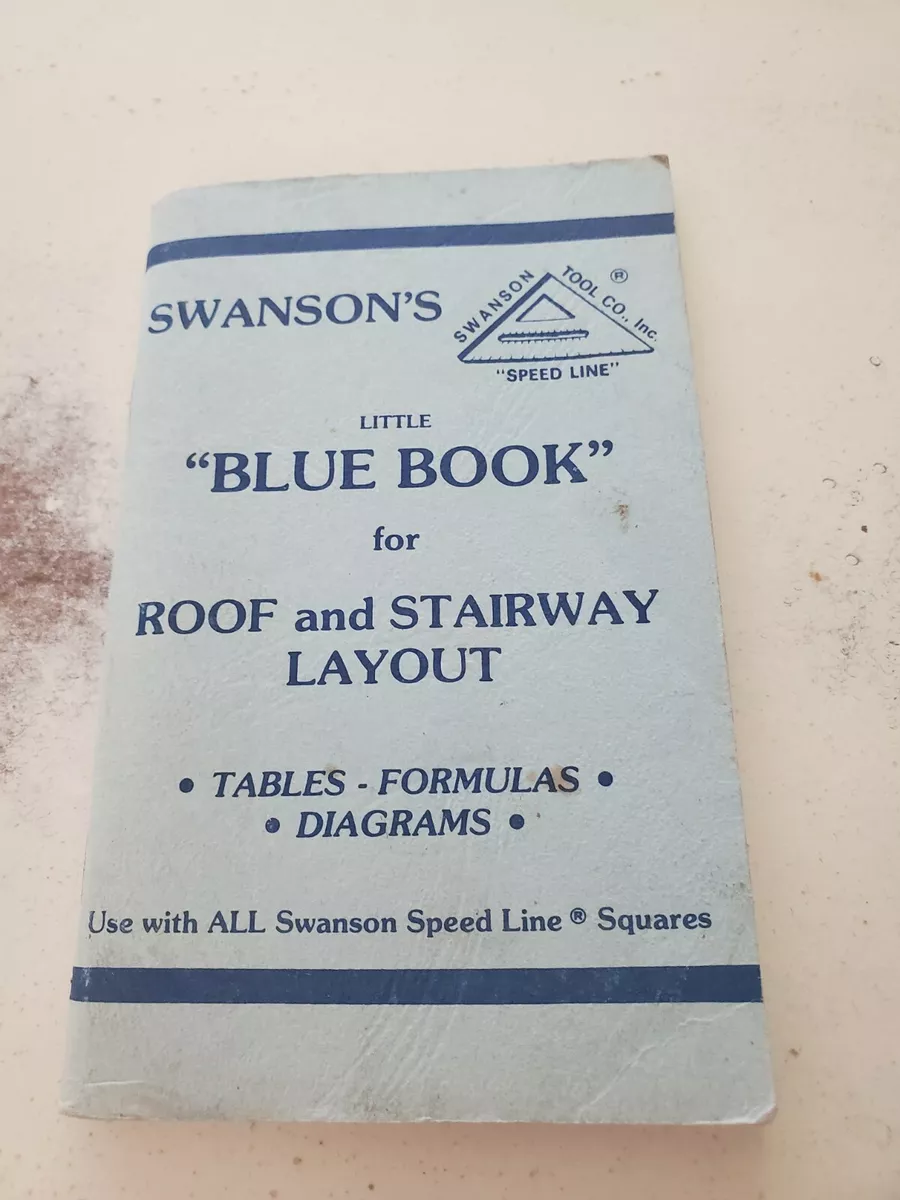 SWANSON'S
SWANSON TOOL CO., Inc. ®
"SPEED LINE"
LITTLE
“BLUE BOOK”
for
ROOF and STAIRWAY
LAYOUT
• TABLES - FORMULAS •
• DIAGRAMS •
Use with ALL Swanson Speed Line ® Squares